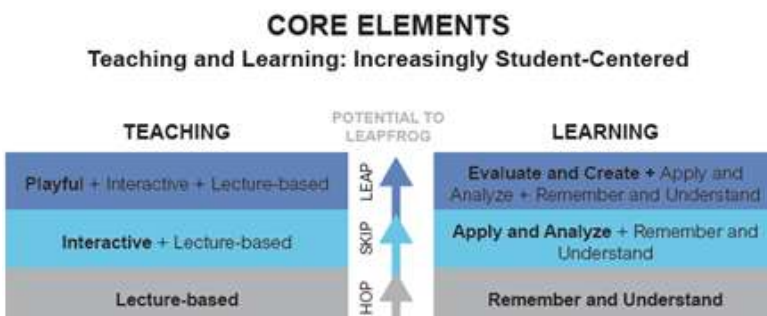 CORE ELEMENTS
Teaching and Learning: Increasingly Student-Centered
POTENTIAL TO
LEAPFROG
TEACHING
LEARNING
Playful + Interactive + Lecture-based
LEAP
Evaluate and Create + Apply and
Analyze + Remember and Understand
Interactive + Lecture-based
SKIP
Apply and Analyze + Remember and
Understand
Lecture-based
HOP
Remember and Understand